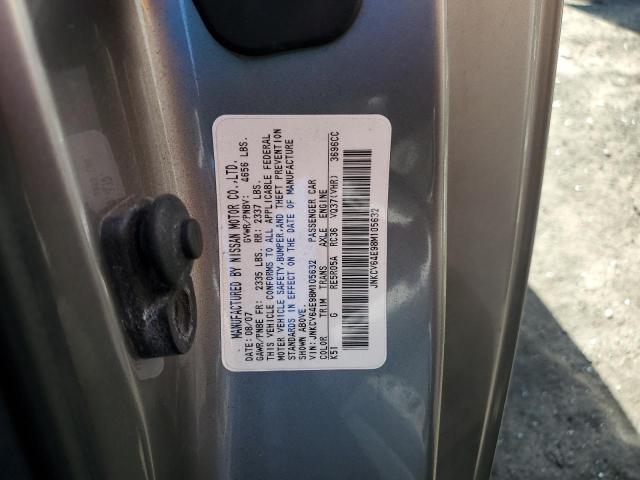 MANUFACTURED BY NISSAN MOTOR CO.,LTD.
DATE: 08/07 GVWR/PNBV: 4656 LBS.
GAWR/PNBE FR: 2335 LBS. RR: 2337 LBS.
THIS VEHICLE CONFORMS TO ALL APPLICABLE FEDERAL
MOTOR VEHICLE SAFETY, BUMPER, AND THEFT PREVENTION
STANDARDS IN EFFECT ON THE DATE OF MANUFACTURE
SHOWN ABOVE.
VIN: JNKCV64E98M105632 PASSENGER CAR
COLOR TRIM TRANS AXLE ENGINE
K51 G RE5R05A RC36 VQ37(VHR) 3696CC
JNKCV64E98M105632